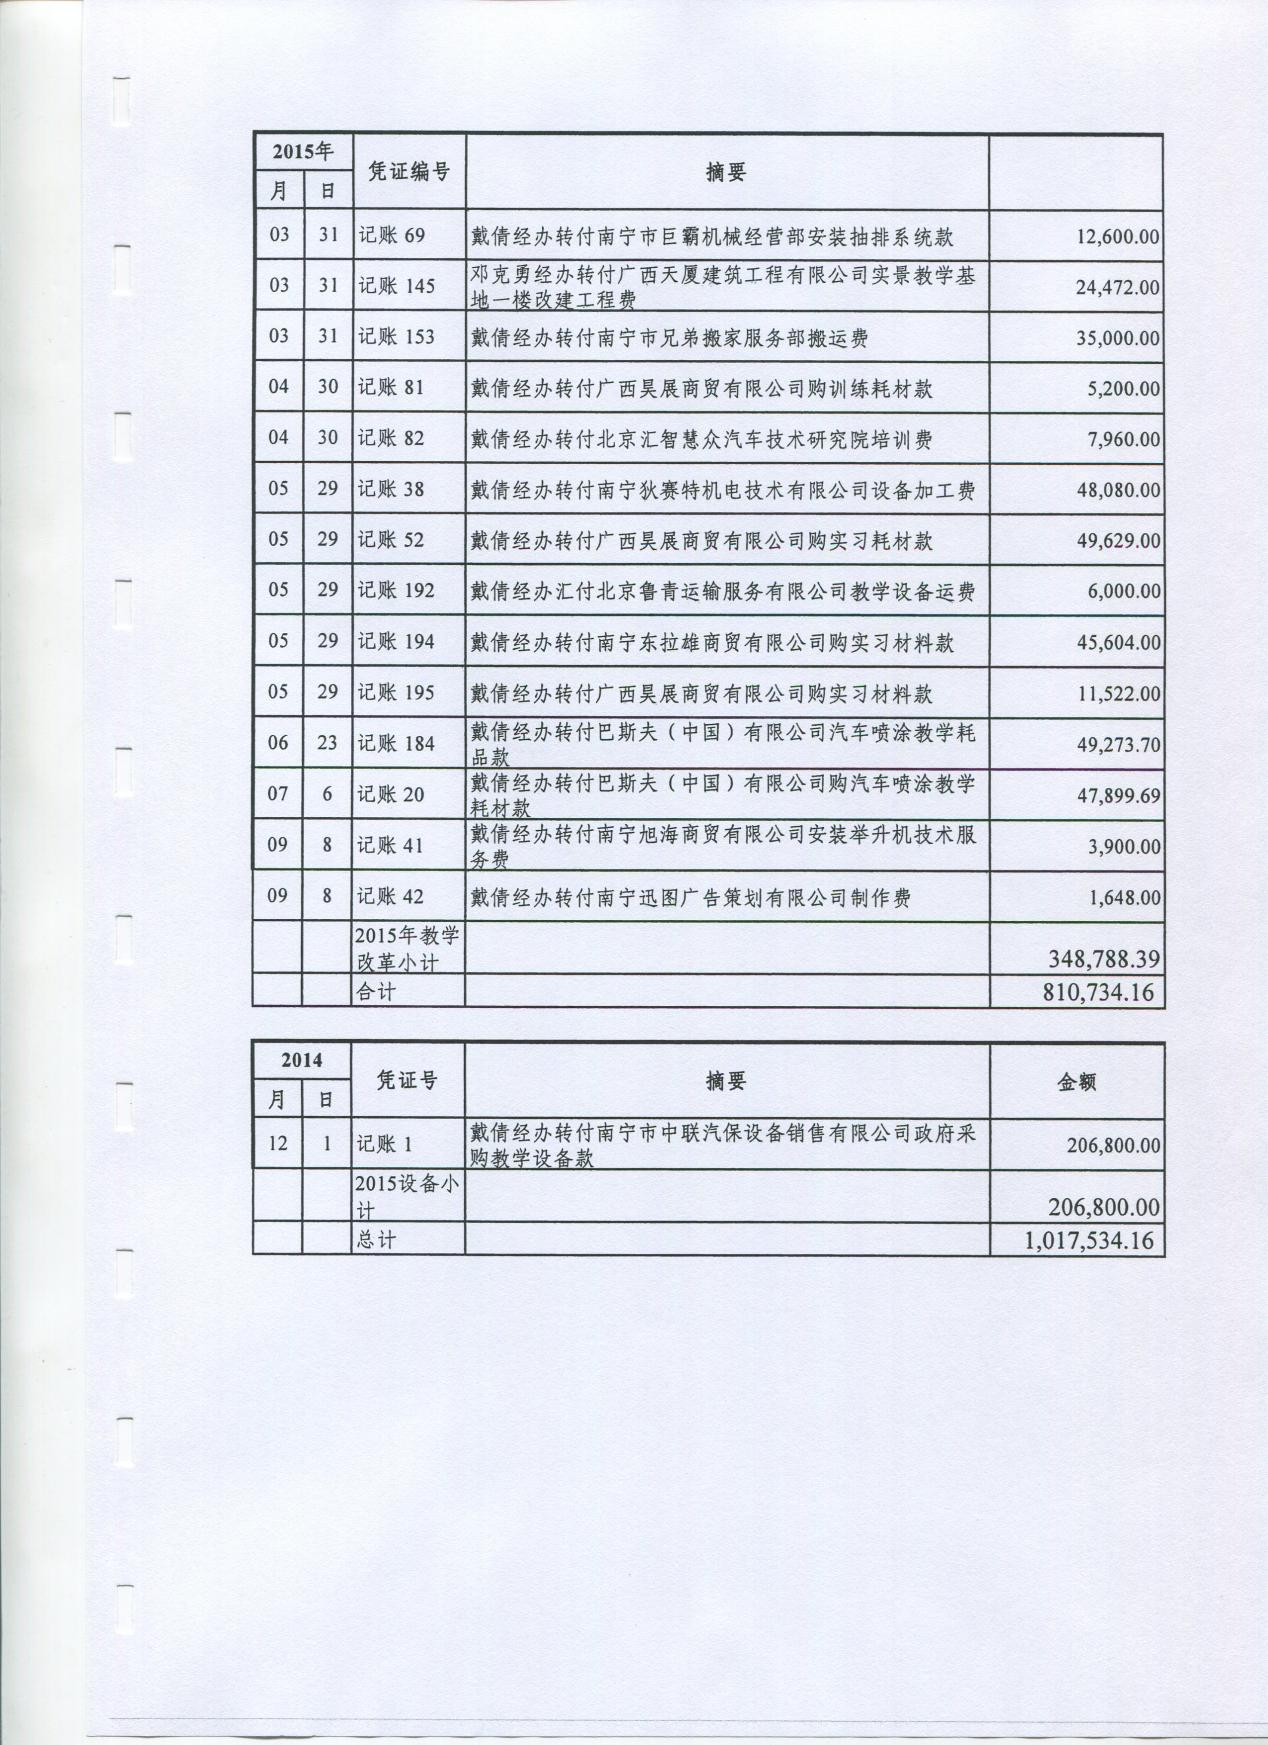 2015年
凭证编号
摘要
月 日
03 31 记账 69 戴倩经办转付南宁市巨霸机械经营部安装抽排系统款 12,600.00
03 31 记账 145 邓克勇经办转付广西天厦建筑工程有限公司实景教学基
地一楼改建工程费 24,472.00
03 31 记账 153 戴倩经办转付南宁市兄弟搬家服务部搬运费 35,000.00
04 30 记账 81 戴倩经办转付广西昊展商贸有限公司购训练耗材款 5,200.00
04 30 记账 82 戴倩经办转付北京汇智慧众汽车技术研究院培训费 7,960.00
05 29 记账 38 戴倩经办转付南宁狄赛特机电技术有限公司设备加工费 48,080.00
05 29 记账 52 戴倩经办转付广西昊展商贸有限公司购实习耗材款 49,629.00
05 29 记账 192 戴倩经办汇付北京鲁青运输服务有限公司教学设备运费 6,000.00
05 29 记账 194 戴倩经办转付南宁东拉雄商贸有限公司购实习材料款 45,604.00
05 29 记账 195 戴倩经办转付广西昊展商贸有限公司购实习材料款 11,522.00
06 23 记账 184 戴倩经办转付巴斯夫（中国）有限公司汽车喷涂教学耗
品款 49,273.70
07 6 记账 20 戴倩经办转付巴斯夫（中国）有限公司购汽车喷涂教学
耗材款 47,899.69
09 8 记账 41 戴倩经办转付南宁旭海商贸有限公司安装举升机技术服
务费 3,900.00
09 8 记账 42 戴倩经办转付南宁迅图广告策划有限公司制作费 1,648.00
2015年教学
改革小计 348,788.39
合计 810,734.16
2014
凭证号
摘要
金额
月 日
12 1 记账 1 戴倩经办转付南宁市中联汽保设备销售有限公司政府采
购教学设备款 206,800.00
2015设备小
计 206,800.00
总计 1,017,534.16